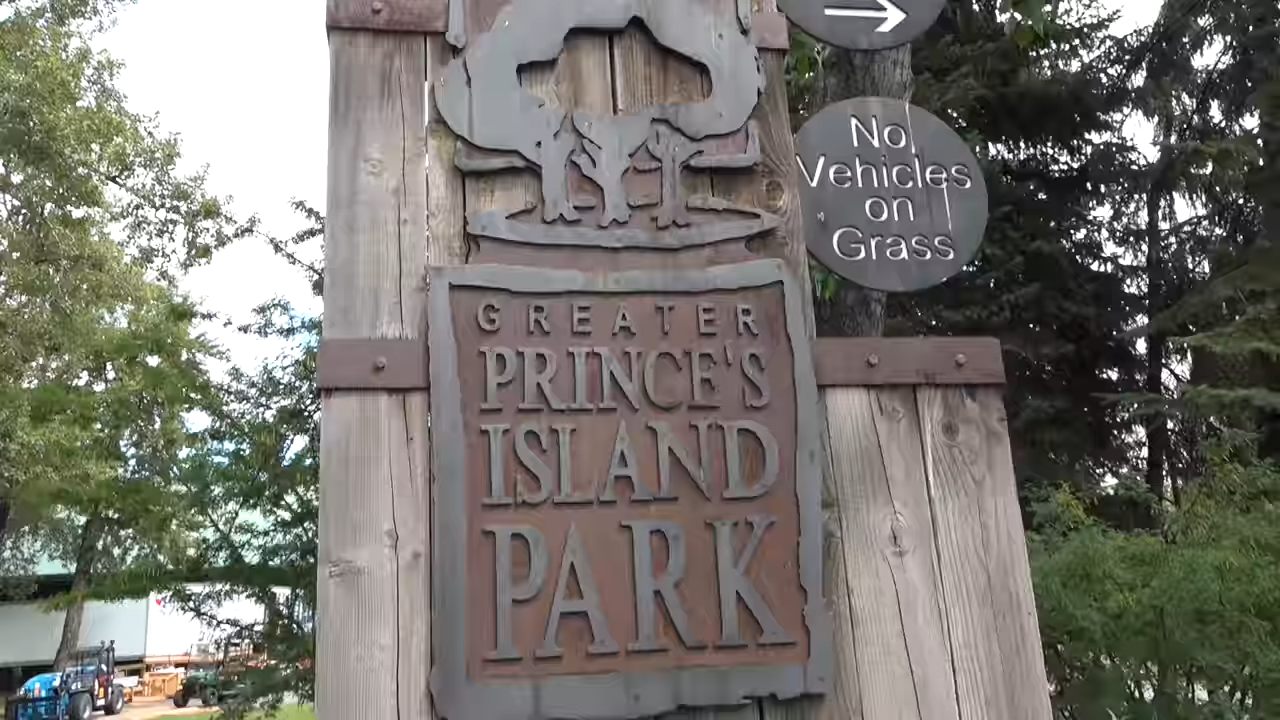 No
Vehicles
on
Grass
GREATER
PRINCE'S
ISLAND
PARK